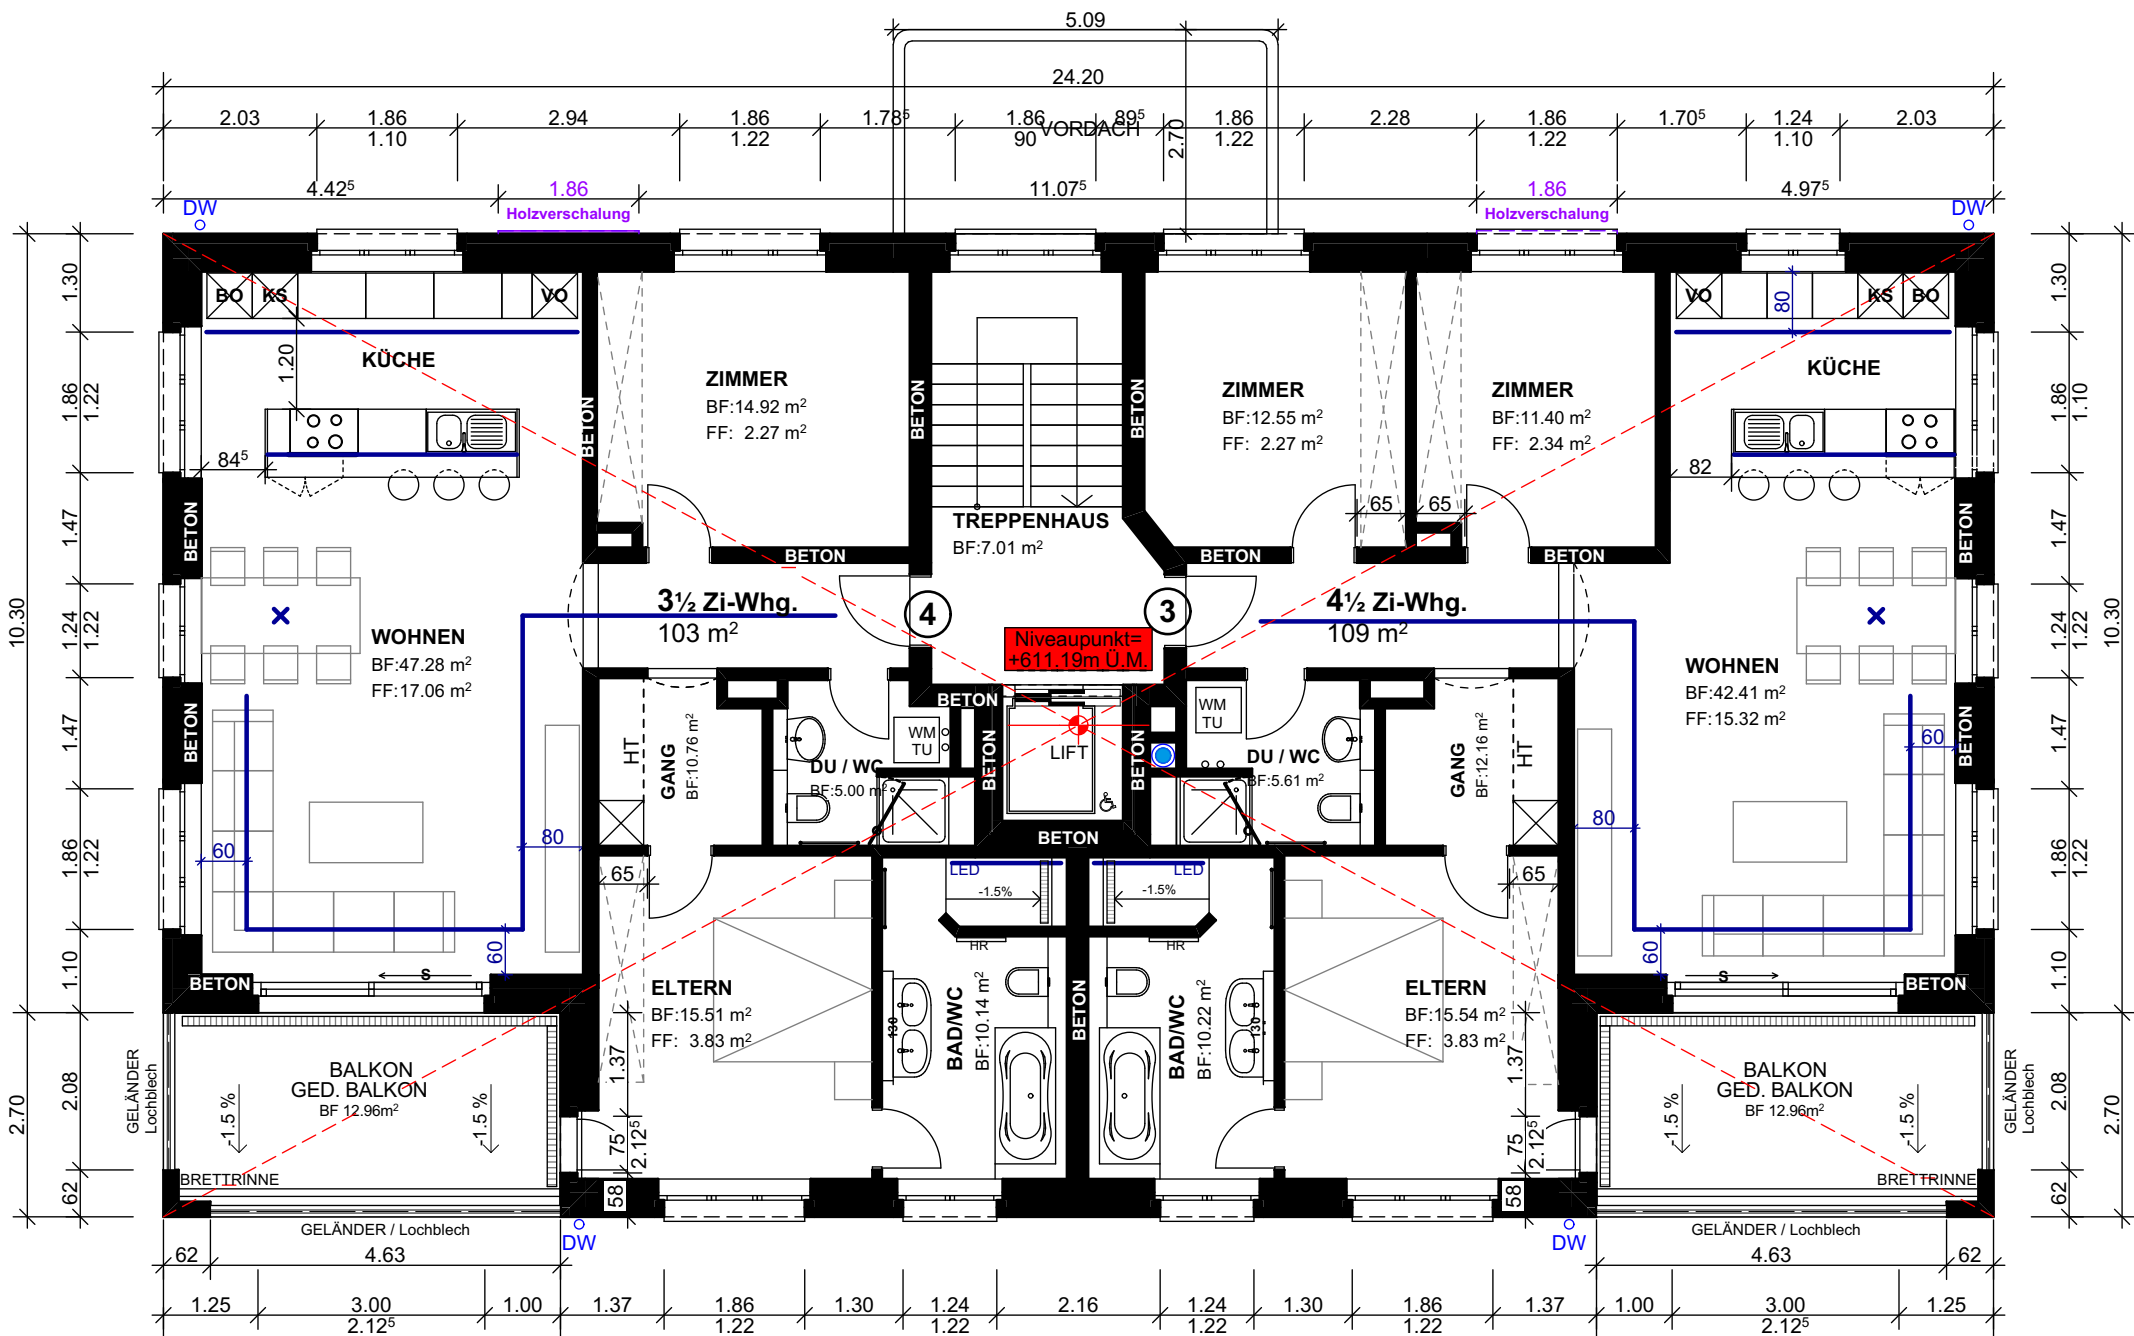 5.09
24.20
2.03 1.86 2.94 1.86 1.78⁵ 1.86 89⁵ 1.86 2.28 1.86 1.70⁵ 1.24 2.03
1.10 1.22 90 VORDACH 1.22 1.22 1.10
2.70
4.42⁵ 1.86 11.07⁵ 1.86 4.97⁵
DW Holzverschalung Holzverschalung DW
BO KS VO VO KS BO
80
1.20
KÜCHE
KÜCHE
ZIMMER
BF:14.92 m²
FF: 2.27 m²
ZIMMER
BF:12.55 m²
FF: 2.27 m²
ZIMMER
BF:11.40 m²
FF: 2.34 m²
BETON BETON BETON
84⁵
82
65 65
TREPPENHAUS
BF:7.01 m²
BETON BETON BETON
BETON BETON
3½ Zi-Whg.
103 m²
4
3
4½ Zi-Whg.
109 m²
Niveaupunkt=
+611.19m Ü.M.
WOHNEN
BF:47.28 m²
FF:17.06 m²
WOHNEN
BF:42.41 m²
FF:15.32 m²
BETON BETON
BETON
BETON BETON
WM
TU
WM
TU
LIFT
HT
GANG
BF:10.76 m²
DU / WC
BF:5.00 m²
DU / WC
BF:5.61 m²
GANG
BF:12.16 m²
HT
BETON
60 80 80 60
65 65
LED LED
-1.5% -1.5%
HR HR
60 60
S S
BETON BETON
ELTERN
BF:15.51 m²
FF: 3.83 m²
130
BAD/WC
BF:10.14 m²
BETON
BAD/WC
BF:10.22 m²
130
ELTERN
BF:15.54 m²
FF: 3.83 m²
BALKON
GED. BALKON
BF 12.96m²
-1.5 % -1.5 %
BRETTRINNE
BALKON
GED. BALKON
BF 12.96m²
-1.5 % -1.5 %
BRETTRINNE
1.37
75
2.12⁵
58
1.37
75
2.12⁵
58
GELÄNDER
Lochblech
GELÄNDER
Lochblech
GELÄNDER / Lochblech
GELÄNDER / Lochblech
DW DW
10.30
2.70
1.30
1.86
1.22
1.47
1.24
1.22
1.47
1.86
1.22
1.10
2.08
62
1.30
1.86
1.10
1.47
1.24
1.22
1.47
1.86
1.22
1.10
2.08
62
10.30
2.70
62 4.63 4.63 62
1.25 3.00 1.00 1.37 1.86 1.30 1.24 2.16 1.24 1.30 1.86 1.37 1.00 3.00 1.25
2.12⁵ 1.22 1.22 1.22 1.22 2.12⁵